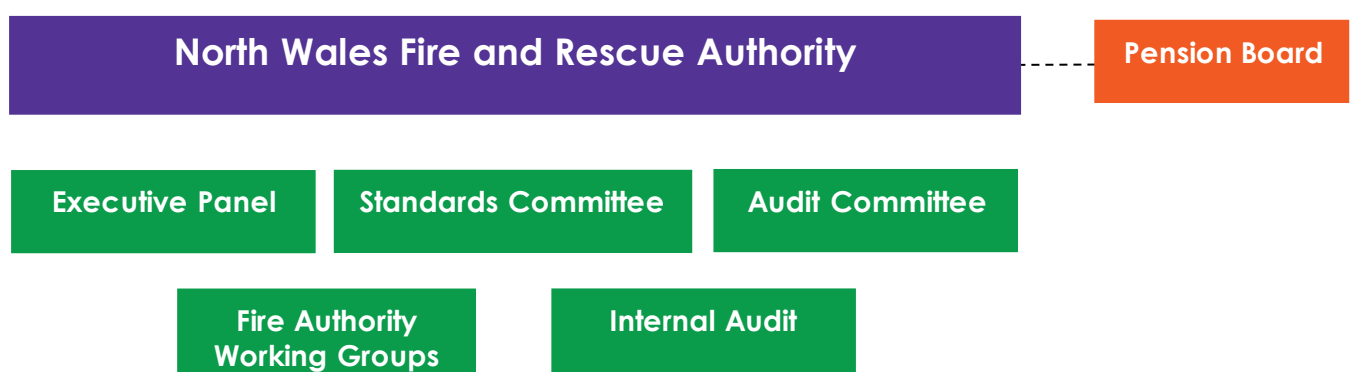 North Wales Fire and Rescue Authority
Pension Board
Executive Panel
Standards Committee
Audit Committee
Fire Authority
Working Groups
Internal Audit